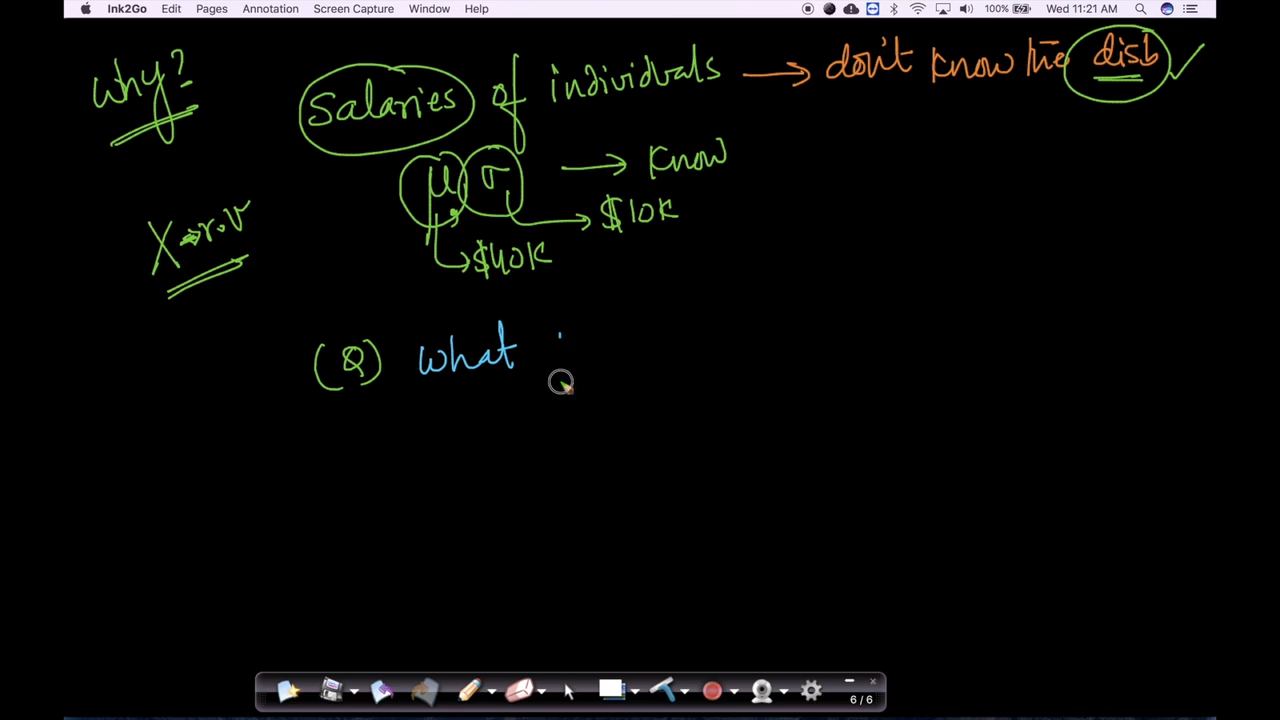 Ink2Go Edit Pages Annotation Screen Capture Window Help 100% Wed 11:21 AM
Why? Salaries of individuals → don't know the dist ✓
μ σ → know
X → r.v $10K
$40K
(Q) What i
6/6